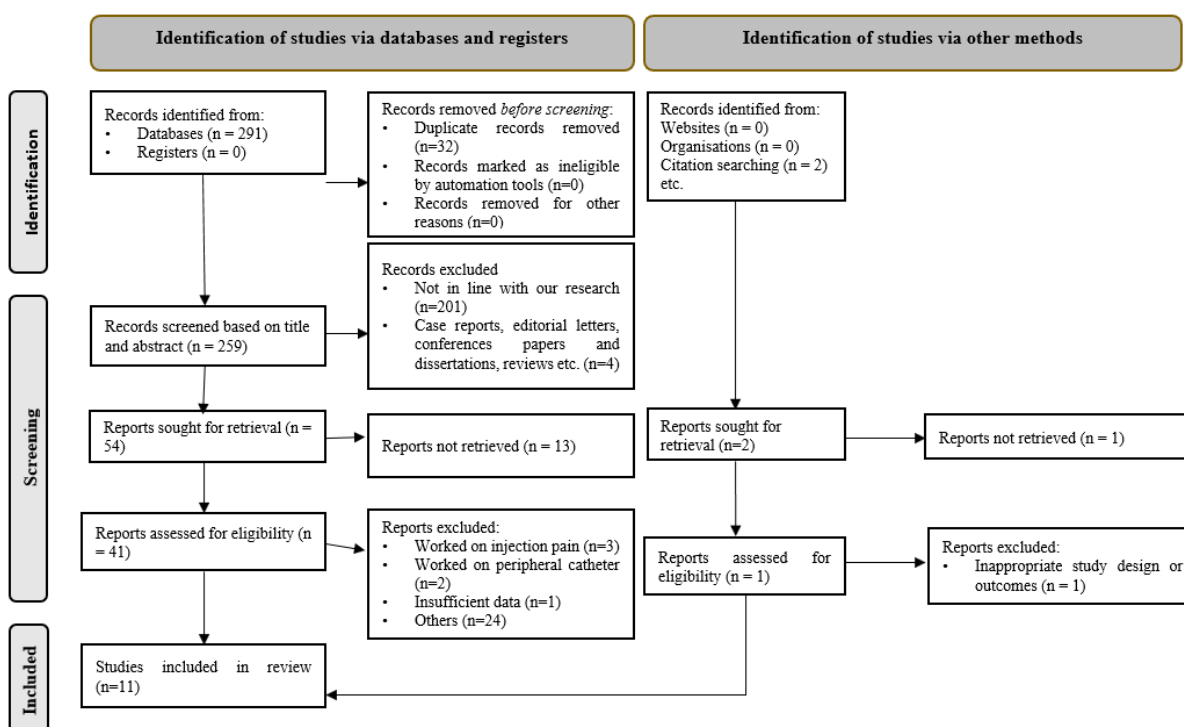 Identification of studies via databases and registers
Identification of studies via other methods
Identification
Records identified from:
• Databases (n = 291)
• Registers (n = 0)
Records removed before screening:
• Duplicate records removed
(n=32)
• Records marked as ineligible
by automation tools (n=0)
• Records removed for other
reasons (n=0)
Records identified from:
Websites (n = 0)
Organisations (n = 0)
Citation searching (n = 2)
etc.
Screening
Records screened based on title
and abstract (n = 259)
Records excluded
• Not in line with our research
(n=201)
• Case reports, editorial letters,
conferences papers and
dissertations, reviews etc. (n=4)
Reports sought for retrieval (n =
54)
Reports not retrieved (n = 13)
Reports sought for
retrieval (n=2)
Reports not retrieved (n = 1)
Reports assessed for eligibility (n
= 41)
Reports excluded:
• Worked on injection pain (n=3)
• Worked on peripheral catheter
(n=2)
• Insufficient data (n=1)
• Others (n=24)
Reports assessed for
eligibility (n = 1)
Reports excluded:
• Inappropriate study design or
outcomes (n = 1)
Included
Studies included in review
(n=11)